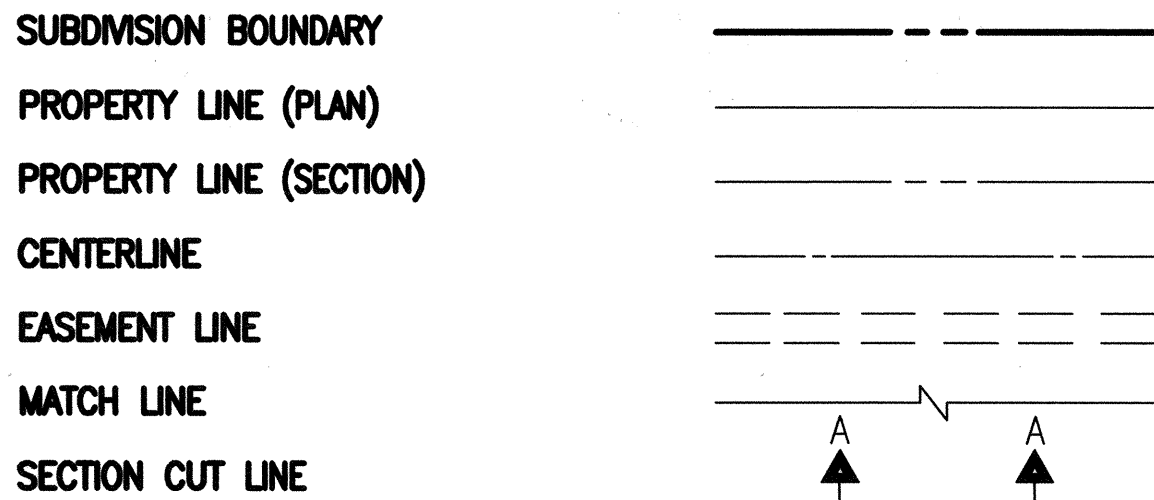 SUBDIVISION BOUNDARY
PROPERTY LINE (PLAN)
PROPERTY LINE (SECTION)
CENTERLINE
EASEMENT LINE
MATCH LINE
A A
SECTION CUT LINE